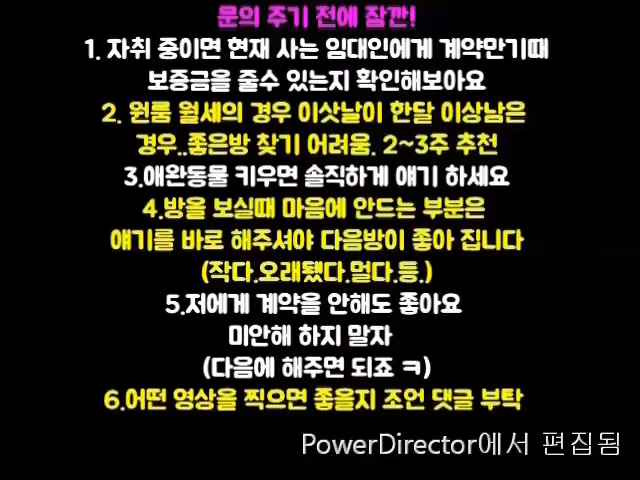 문의 주기 전에 잠깐!
1. 자취 중이면 현재 사는 임대인에게 계약만기때
보증금을 줄수 있는지 확인해보아요
2. 원룸 월세의 경우 이삿날이 한달 이상남은
경우..좋은방 찾기 어려움. 2~3주 추천
3.애완동물 키우면 솔직하게 얘기 하세요
4.방을 보실때 마음에 안드는 부분은
얘기를 바로 해주셔야 다음방이 좋아 집니다
(작다.오래됐다.멀다.등.)
5.저에게 계약을 안해도 좋아요
미안해 하지 말자
(다음에 해주면 되죠 ㅋ)
6.어떤 영상을 찍으면 좋을지 조언 댓글 부탁
PowerDirector에서 편집됨